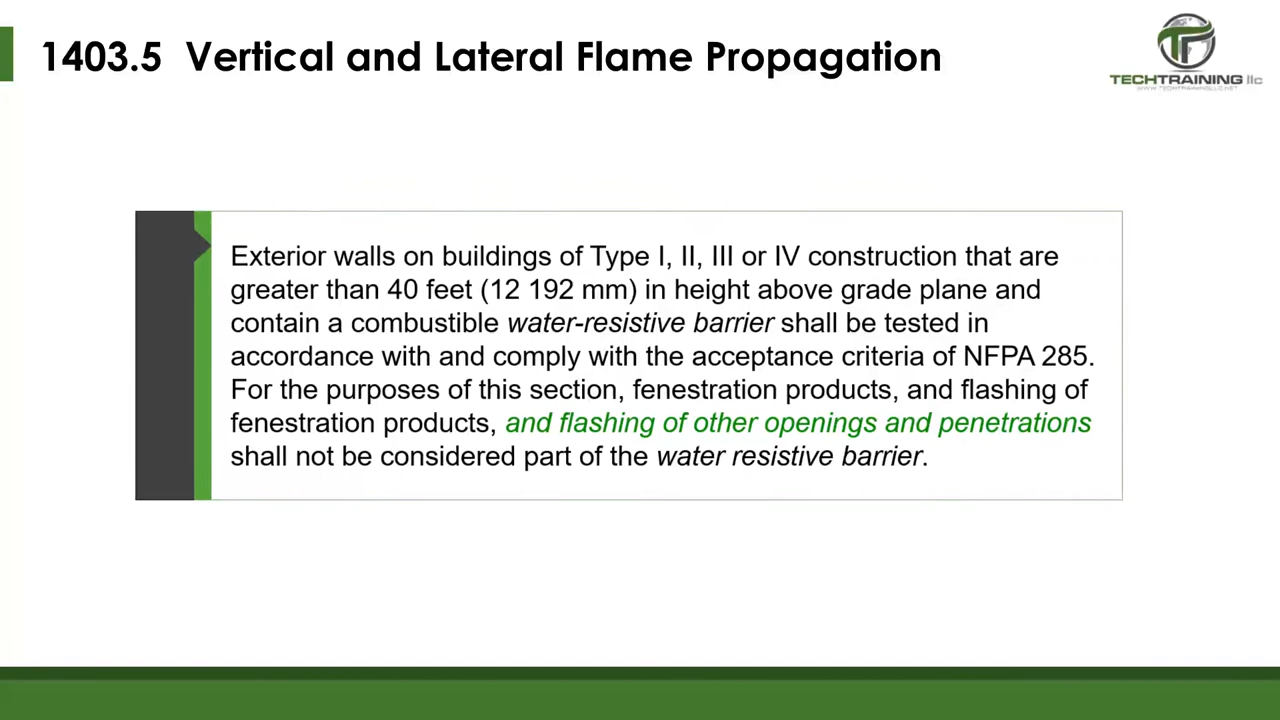 1403.5 Vertical and Lateral Flame Propagation
TF
TECHTRAINING llc
WWW.TECHTRAININGLLC.NET
Exterior walls on buildings of Type I, II, III or IV construction that are
greater than 40 feet (12 192 mm) in height above grade plane and
contain a combustible water-resistive barrier shall be tested in
accordance with and comply with the acceptance criteria of NFPA 285.
For the purposes of this section, fenestration products, and flashing of
fenestration products, and flashing of other openings and penetrations
shall not be considered part of the water resistive barrier.